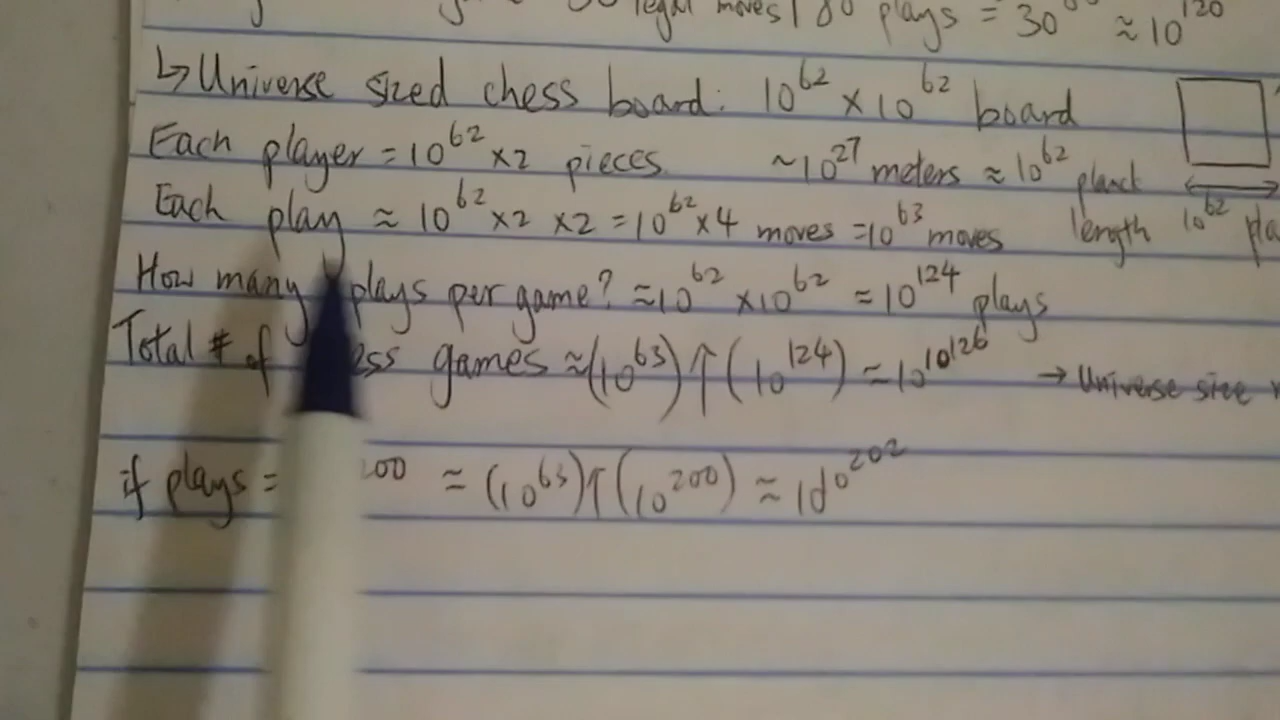 legal moves / 80 plays = 30 ≈ 10^120
↳ Universe sized chess board: 10^62 × 10^62 board
Each player = 10^62 × 2 pieces ~10^27 meters ≈ 10^62 planck
Each play ≈ 10^62 × 2 × 2 = 10^62 × 4 moves = 10^63 moves length 10^62 pla
How many plays per game? ≈ 10^62 × 10^62 = 10^124 plays
Total # of ess games ≈ (10^63)↑(10^124) = 10^10^126 → Universe size
if plays = 200 ≈ (10^63)↑(10^200) ≈ 10^10^202